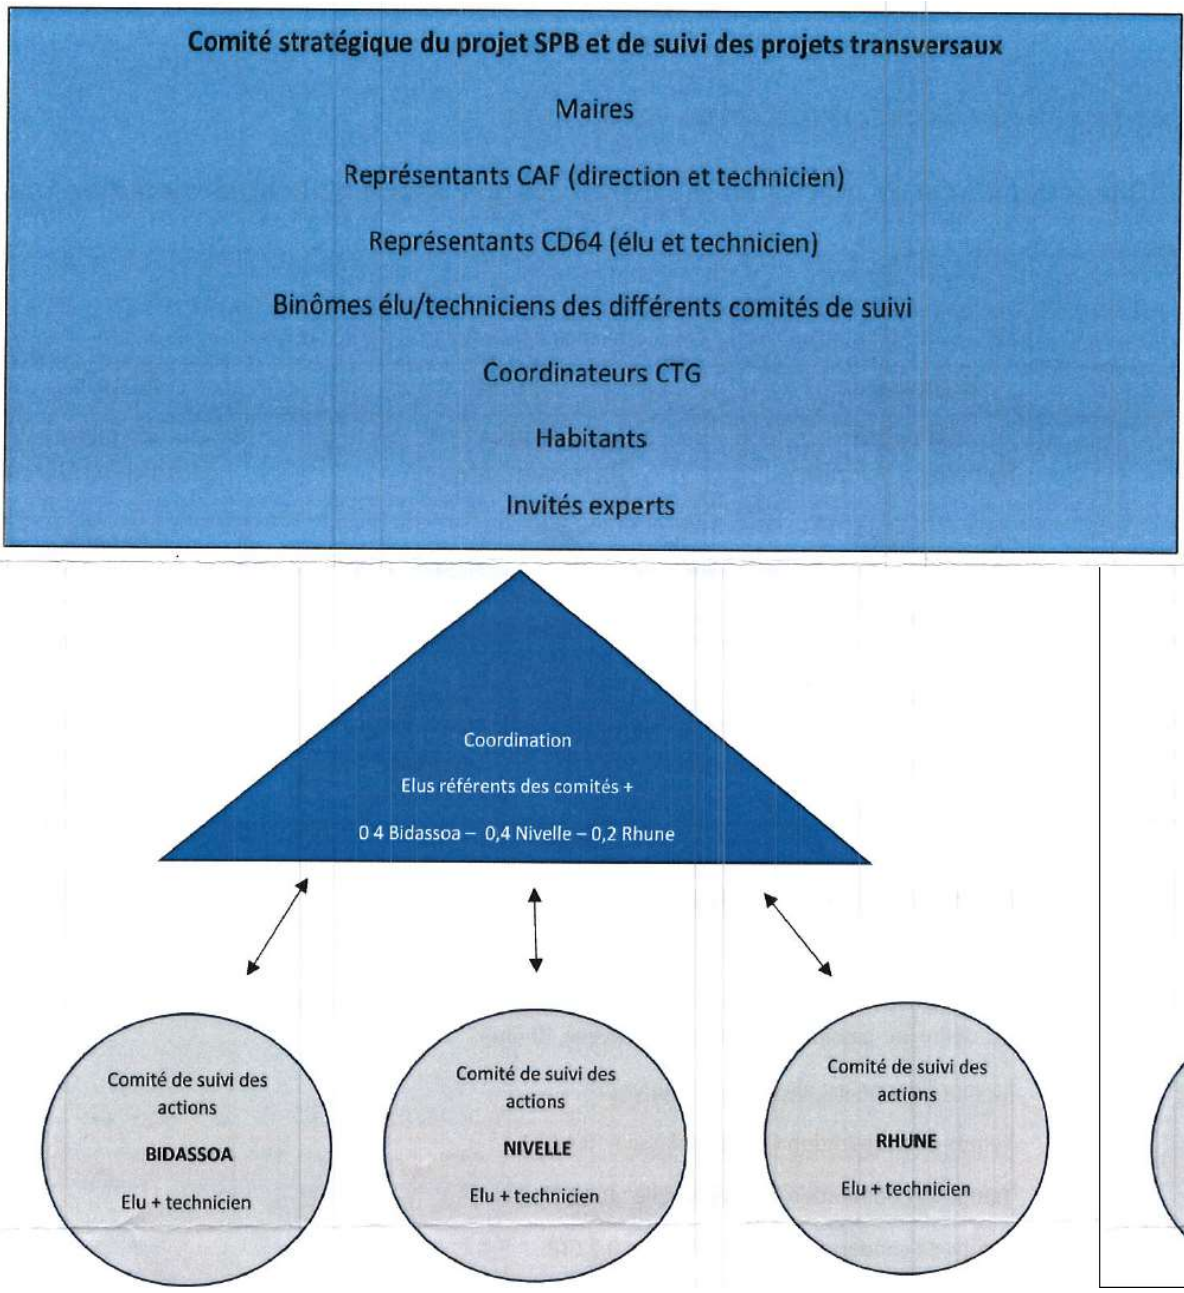 Comité stratégique du projet SPB et de suivi des projets transversaux
Maires
Représentants CAF (direction et technicien)
Représentants CD64 (élu et technicien)
Binômes élu/techniciens des différents comités de suivi
Coordinateurs CTG
Habitants
Invités experts
Coordination
Elus référents des comités +
0 4 Bidassoa – 0,4 Nivelle – 0,2 Rhune
Comité de suivi des
actions
BIDASSOA
Elu + technicien
Comité de suivi des
actions
NIVELLE
Elu + technicien
Comité de suivi des
actions
RHUNE
Elu + technicien